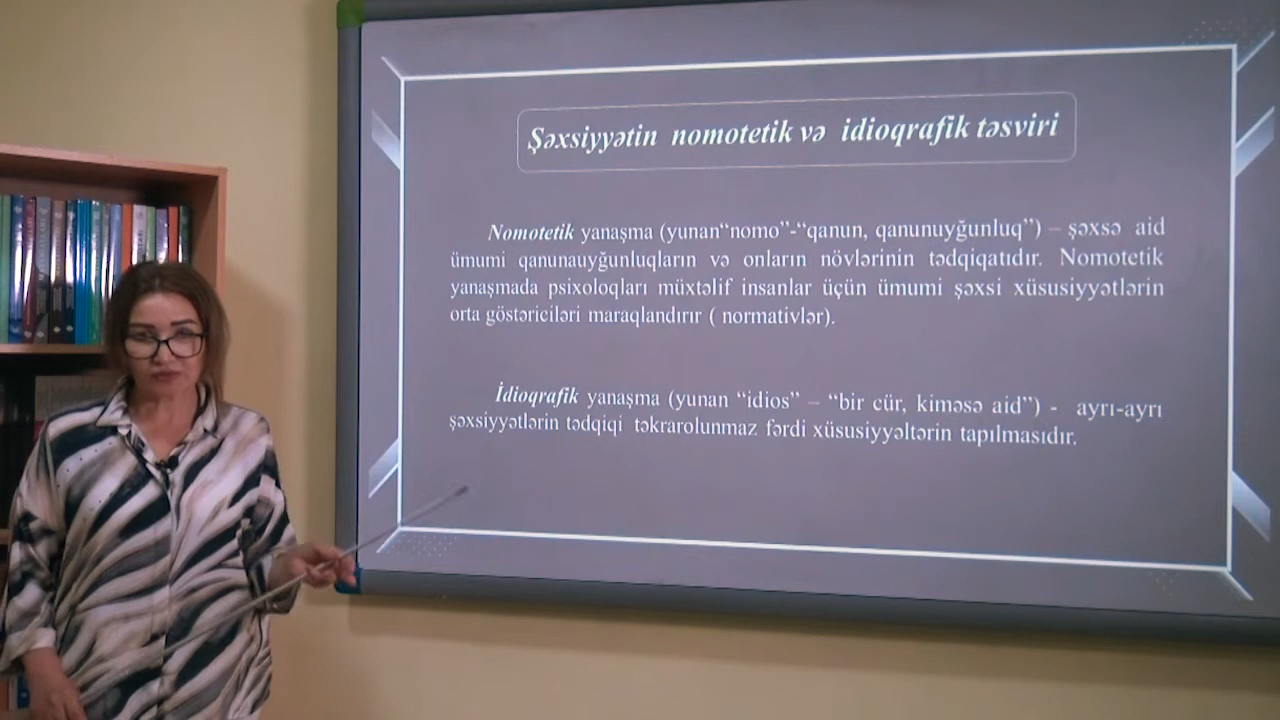 Şəxsiyyətin nomotetik və idioqrafik təsviri
Nomotetik yanaşma (yunan“nomo”-“qanun, qanunuyğunluq”) – şəxsə aid
ümumi qanunauyğunluqların və onların növlərinin tədqiqatıdır. Nomotetik
yanaşmada psixoloqları müxtəlif insanlar üçün ümumi şəxsi xüsusiyyətlərin
orta göstəriciləri maraqlandırır ( normativlər).
İdioqrafik yanaşma (yunan “idios” – “bir cür, kiməsə aid”) - ayrı-ayrı
şəxsiyyətlərin tədqiqi təkrarolunmaz fərdi xüsusiyyəltərin tapılmasıdır.